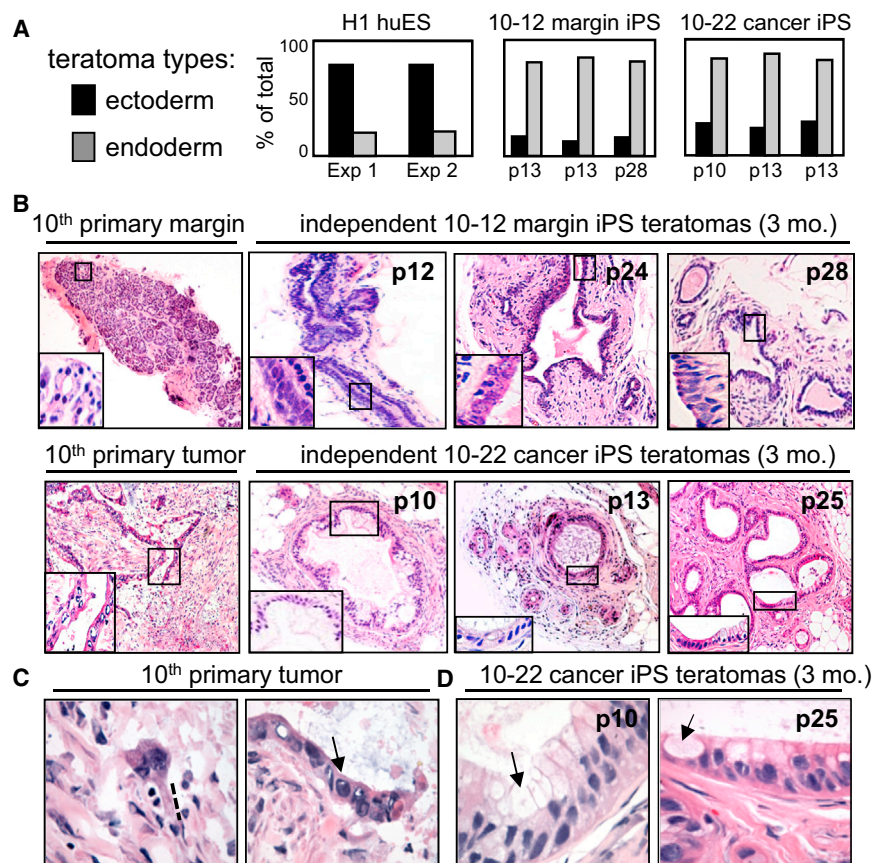 A
teratoma types:
ectoderm
endoderm
% of total
100
50
0
H1 huES
Exp 1 Exp 2
10-12 margin iPS
p13 p13 p28
10-22 cancer iPS
p10 p13 p13
B
10th primary margin
independent 10-12 margin iPS teratomas (3 mo.)
p12
p24
p28
10th primary tumor
independent 10-22 cancer iPS teratomas (3 mo.)
p10
p13
p25
C
10th primary tumor
D
10-22 cancer iPS teratomas (3 mo.)
p10
p25